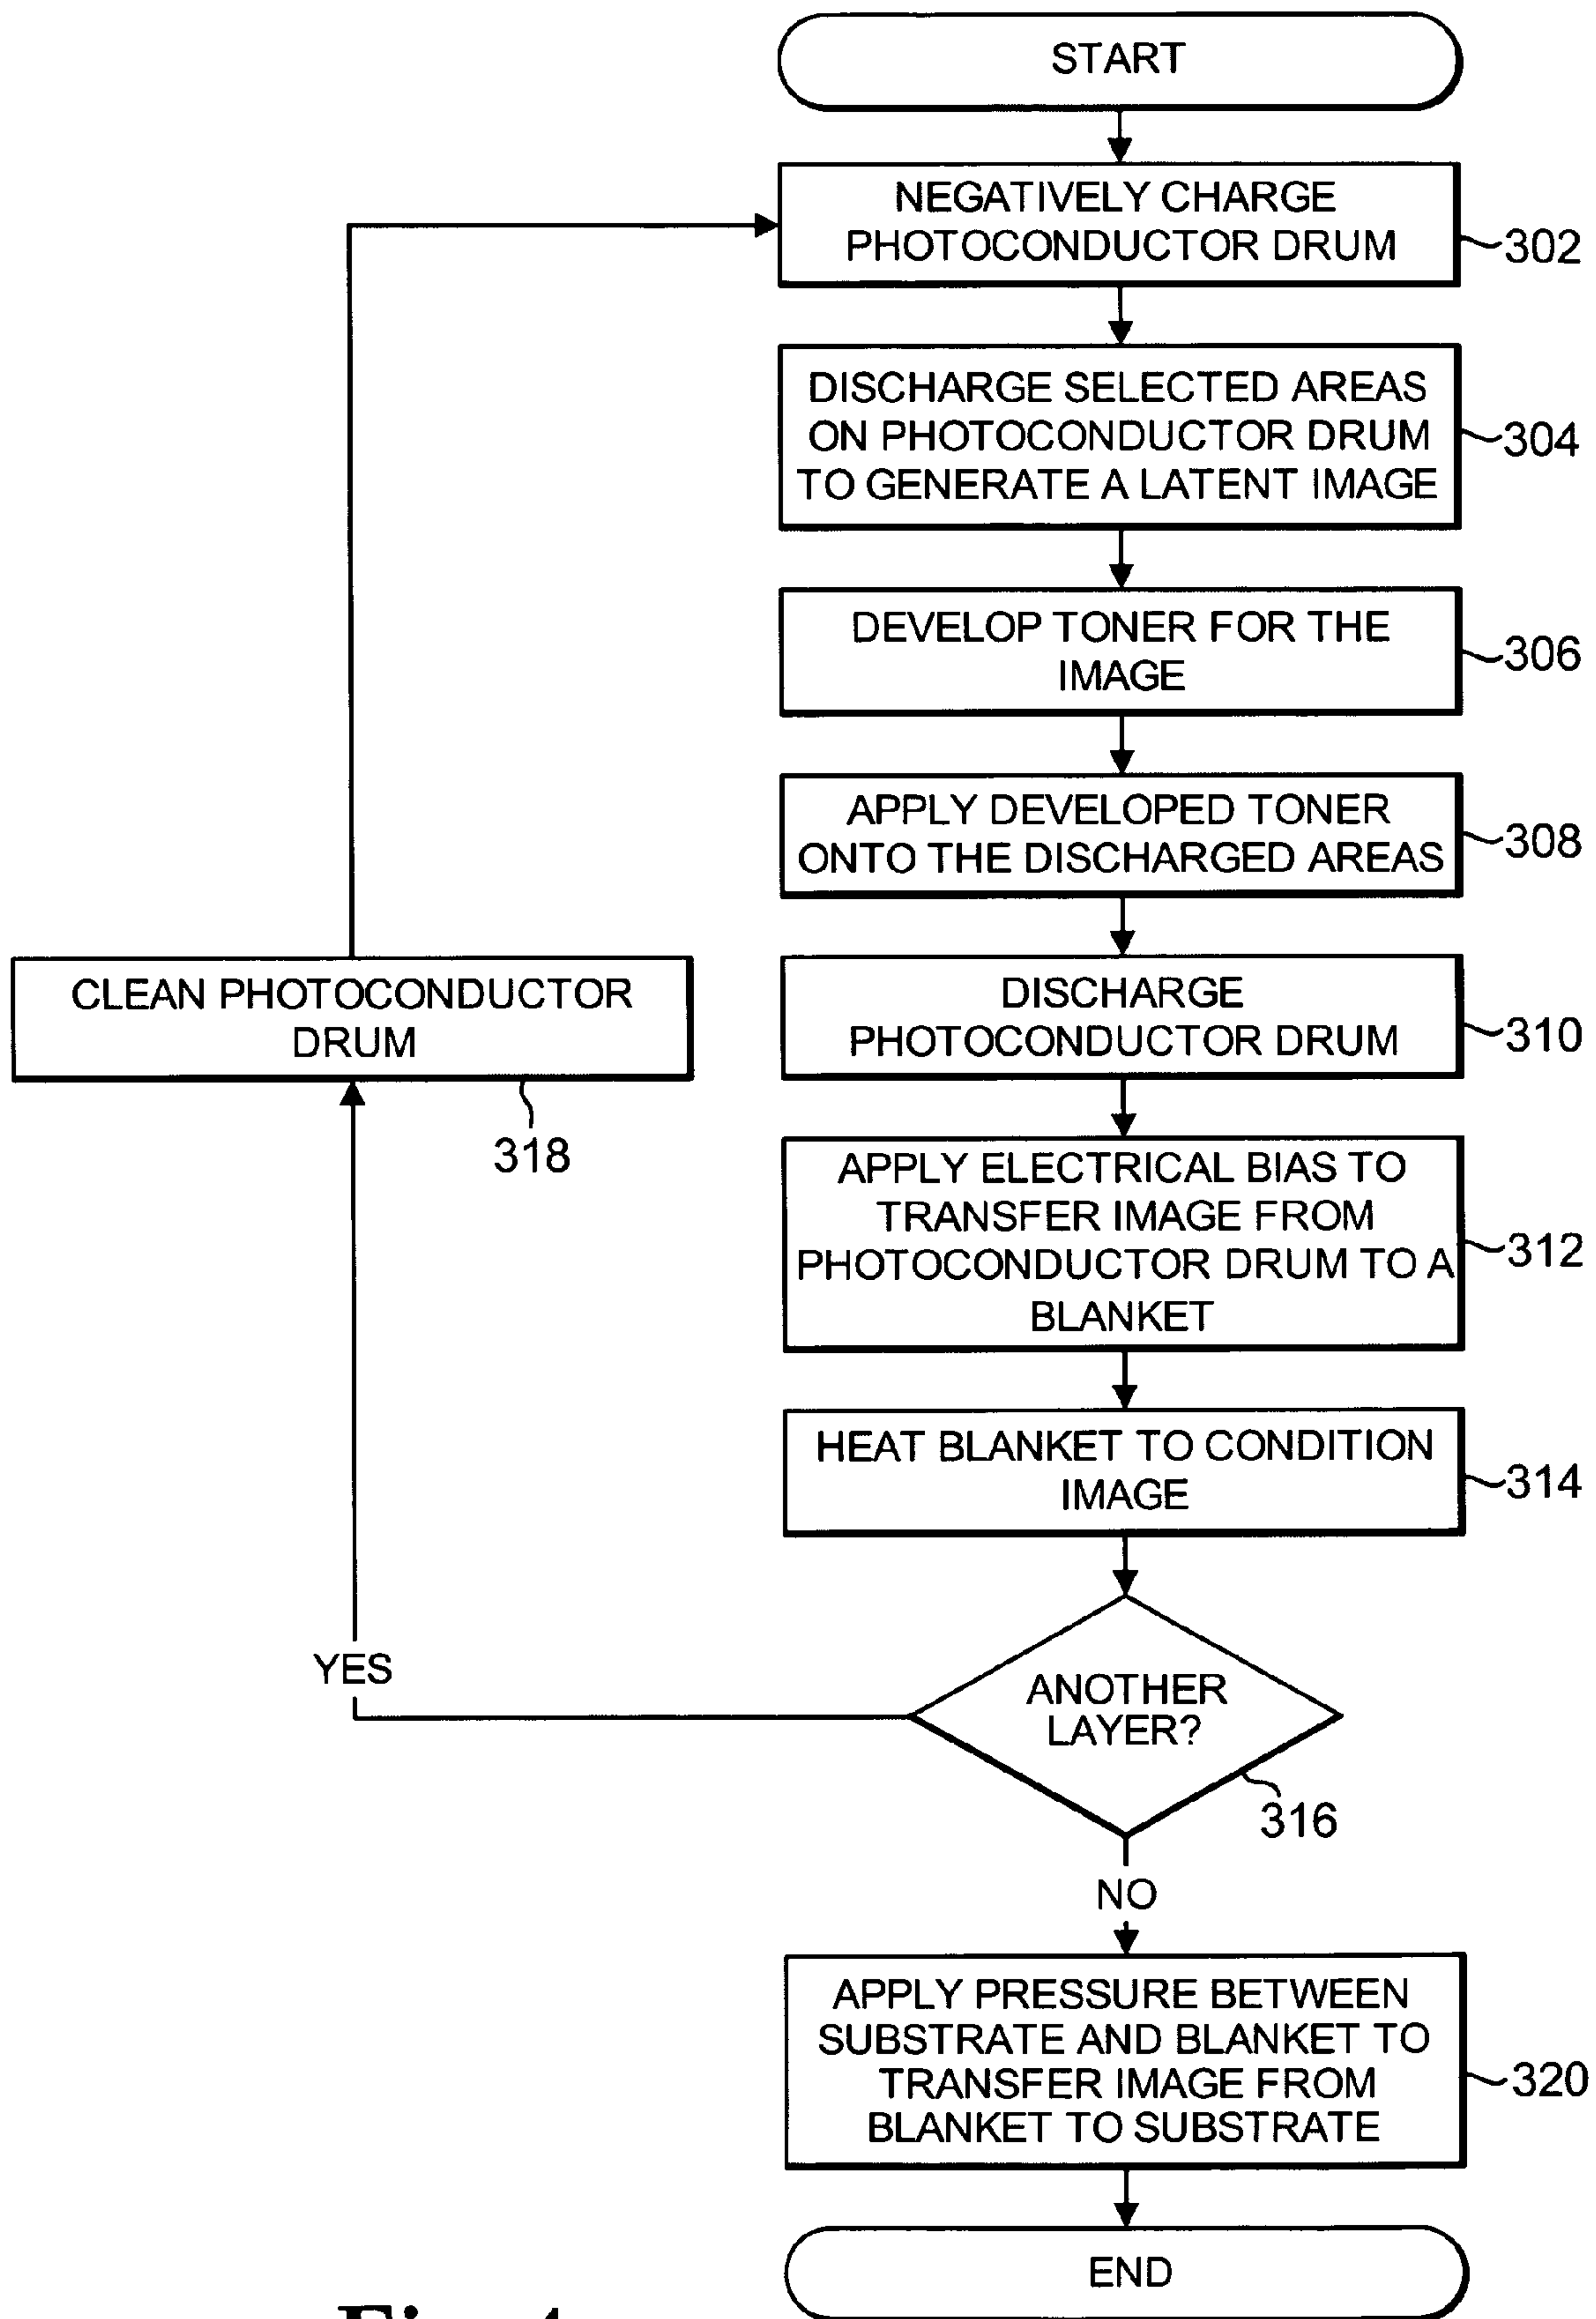 START
NEGATIVELY CHARGE
PHOTOCONDUCTOR DRUM
302
DISCHARGE SELECTED AREAS
ON PHOTOCONDUCTOR DRUM
TO GENERATE A LATENT IMAGE
304
DEVELOP TONER FOR THE
IMAGE
306
APPLY DEVELOPED TONER
ONTO THE DISCHARGED AREAS
308
CLEAN PHOTOCONDUCTOR
DRUM
318
DISCHARGE
PHOTOCONDUCTOR DRUM
310
APPLY ELECTRICAL BIAS TO
TRANSFER IMAGE FROM
PHOTOCONDUCTOR DRUM TO A
BLANKET
312
HEAT BLANKET TO CONDITION
IMAGE
314
YES
ANOTHER
LAYER?
316
NO
APPLY PRESSURE BETWEEN
SUBSTRATE AND BLANKET TO
TRANSFER IMAGE FROM
BLANKET TO SUBSTRATE
320
END